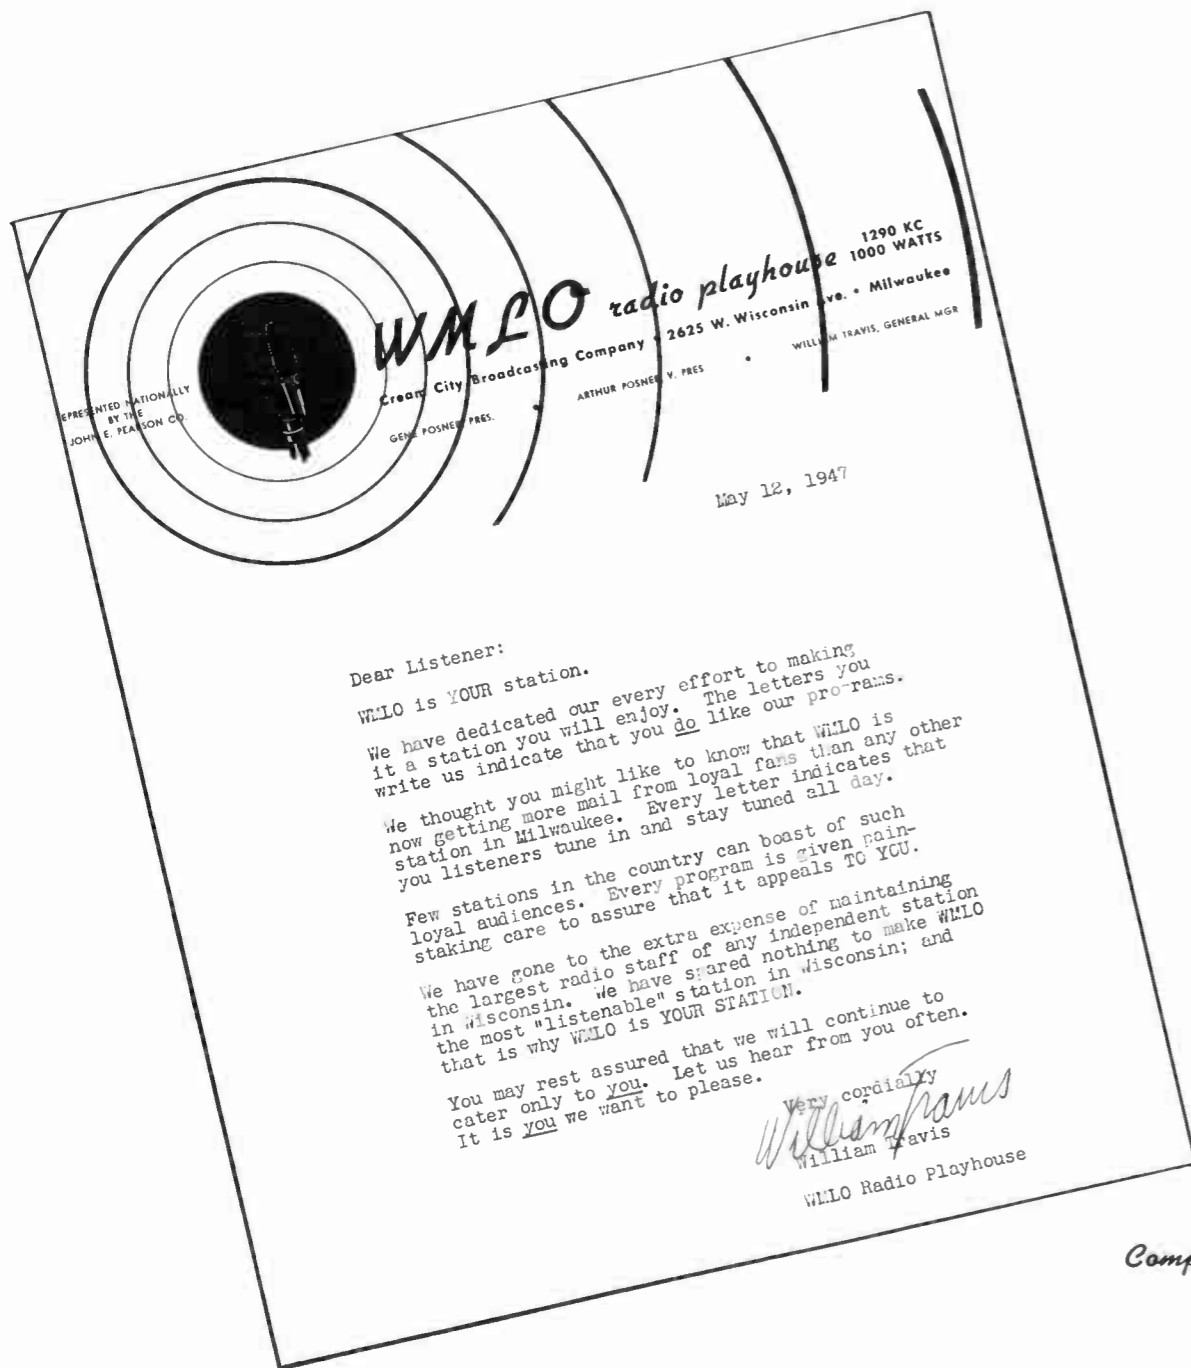 WMLO radio playhouse
1290 KC
1000 WATTS
Cream City Broadcasting Company • 2625 W. Wisconsin Ave. • Milwaukee
GENE POSNER, PRES. • ARTHUR POSNER, V. PRES • WILLIAM TRAVIS, GENERAL MGR
EPRESENTED NATIONALLY
BY THE
JOHN E. PEARSON CO.
May 12, 1947
Dear Listener:
WMLO is YOUR station.
We have dedicated our every effort to making
it a station you will enjoy. The letters you
write us indicate that you do like our programs.
We thought you might like to know that WMLO is
now getting more mail from loyal fans than any other
station in Milwaukee. Every letter indicates that
you listeners tune in and stay tuned all day.
Few stations in the country can boast of such
loyal audiences. Every program is given pain-
staking care to assure that it appeals TO YOU.
We have gone to the extra expense of maintaining
the largest radio staff of any independent station
in Wisconsin. We have spared nothing to make WMLO
the most "listenable" station in Wisconsin; and
that is why WMLO is YOUR STATION.
You may rest assured that we will continue to
cater only to you. Let us hear from you often.
It is you we want to please.
Very cordially
William Travis
William Travis
WMLO Radio Playhouse
Comp